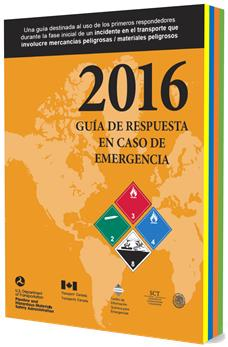 Una guía destinada al uso de los primeros respondedores
durante la fase inicial de un incidente en el transporte que
involucre mercancías peligrosas / materiales peligrosos
2016
GUÍA DE RESPUESTA
EN CASO DE
EMERGENCIA
3
2
4
8
U.S. Department
of Transportation
Pipeline and
Hazardous Materials
Safety Administration
Transport Canada
Transports Canada
Centro de
Información
Química para
Emergencias
SCT